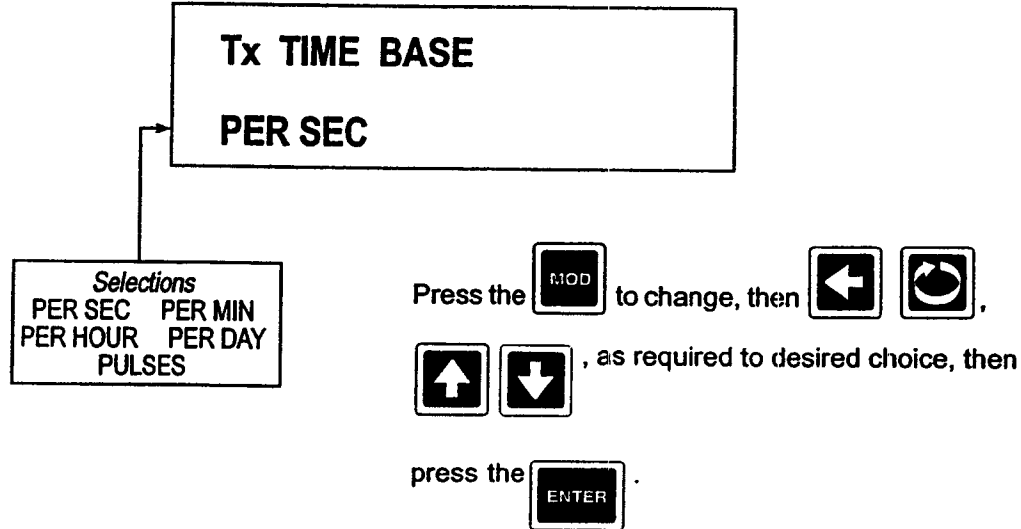 Tx TIME BASE
PER SEC
Selections
PER SEC PER MIN
PER HOUR PER DAY
PULSES
Press the MOD to change, then ,
, as required to desired choice, then
press the ENTER .